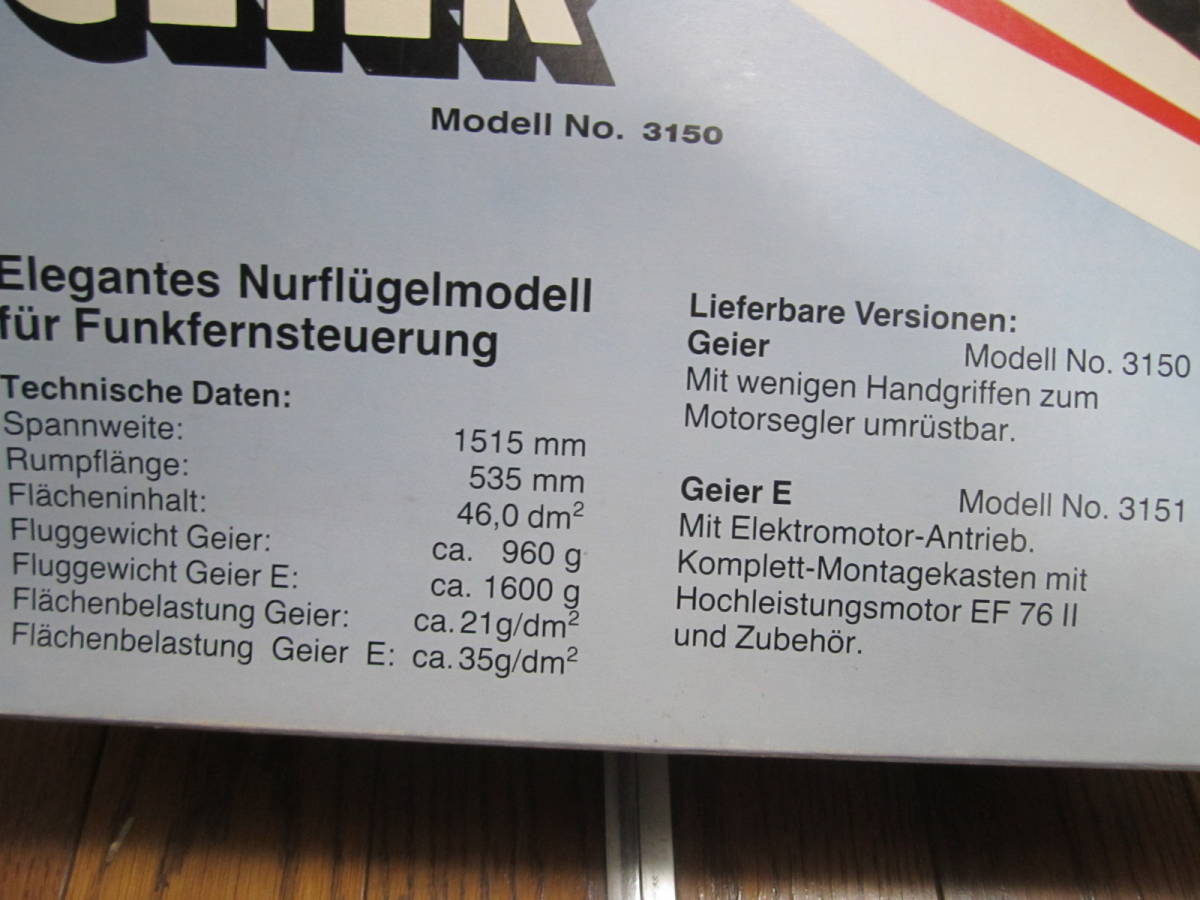 GEIER
Modell No. 3150
Elegantes Nurflügelmodell
für Funkfernsteuerung
Technische Daten:
Spannweite: 1515 mm
Rumpflänge: 535 mm
Flächeninhalt: 46,0 dm²
Fluggewicht Geier: ca. 960 g
Fluggewicht Geier E: ca. 1600 g
Flächenbelastung Geier: ca. 21g/dm²
Flächenbelastung Geier E: ca. 35g/dm²
Lieferbare Versionen:
Geier Modell No. 3150
Mit wenigen Handgriffen zum
Motorsegler umrüstbar.
Geier E Modell No. 3151
Mit Elektromotor-Antrieb.
Komplett-Montagekasten mit
Hochleistungsmotor EF 76 II
und Zubehör.